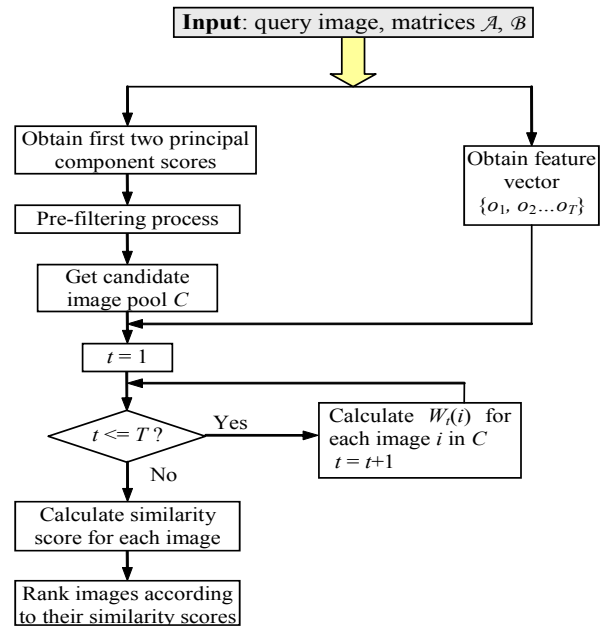 Input: query image, matrices 𝒜, ℬ
Obtain first two principal
component scores
Obtain feature
vector
{o₁, o₂...o_T}
Pre-filtering process
Get candidate
image pool C
t = 1
t <= T ?
Yes
Calculate W_t(i) for
each image i in C
t = t+1
No
Calculate similarity
score for each image
Rank images according
to their similarity scores